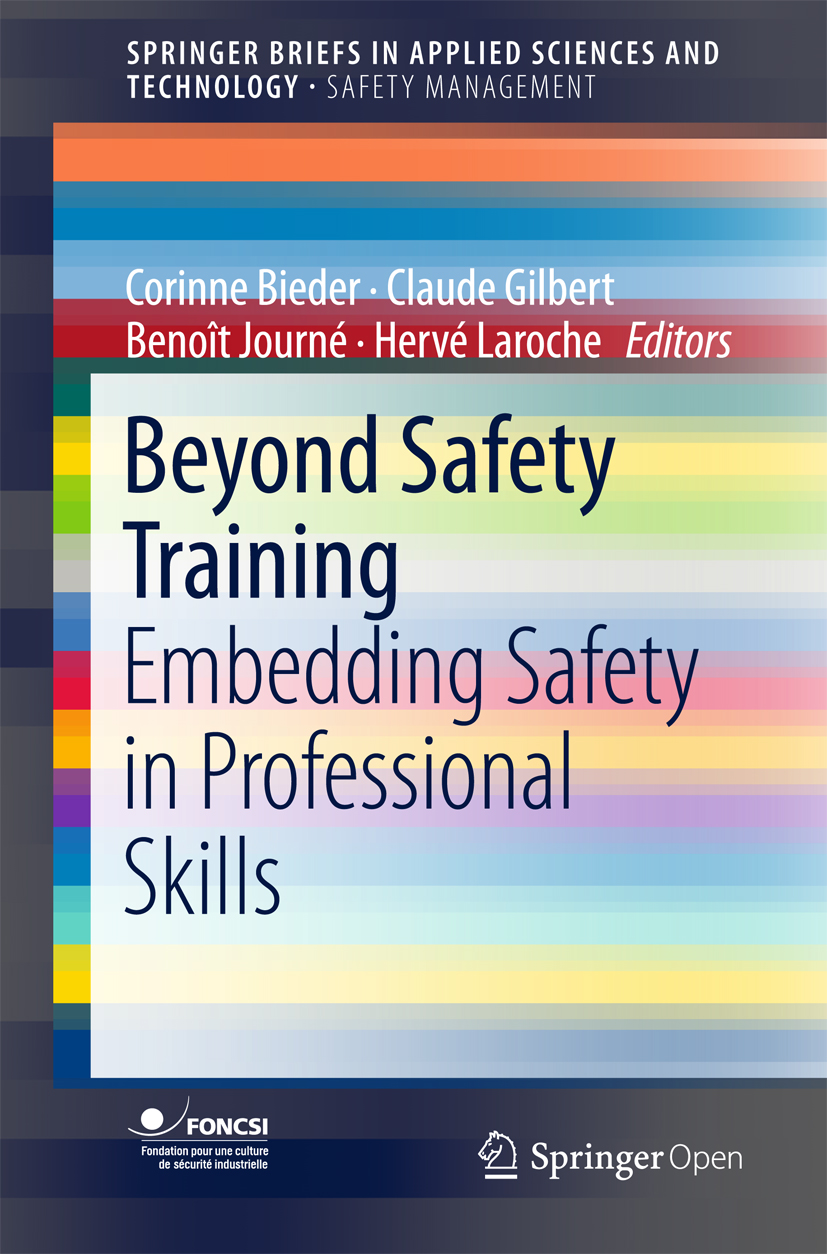 SPRINGER BRIEFS IN APPLIED SCIENCES AND
TECHNOLOGY · SAFETY MANAGEMENT
Corinne Bieder · Claude Gilbert
Benoît Journé · Hervé Laroche Editors
Beyond Safety
Training
Embedding Safety
in Professional
Skills
FONCSI
Fondation pour une culture
de sécurité industrielle
Springer Open